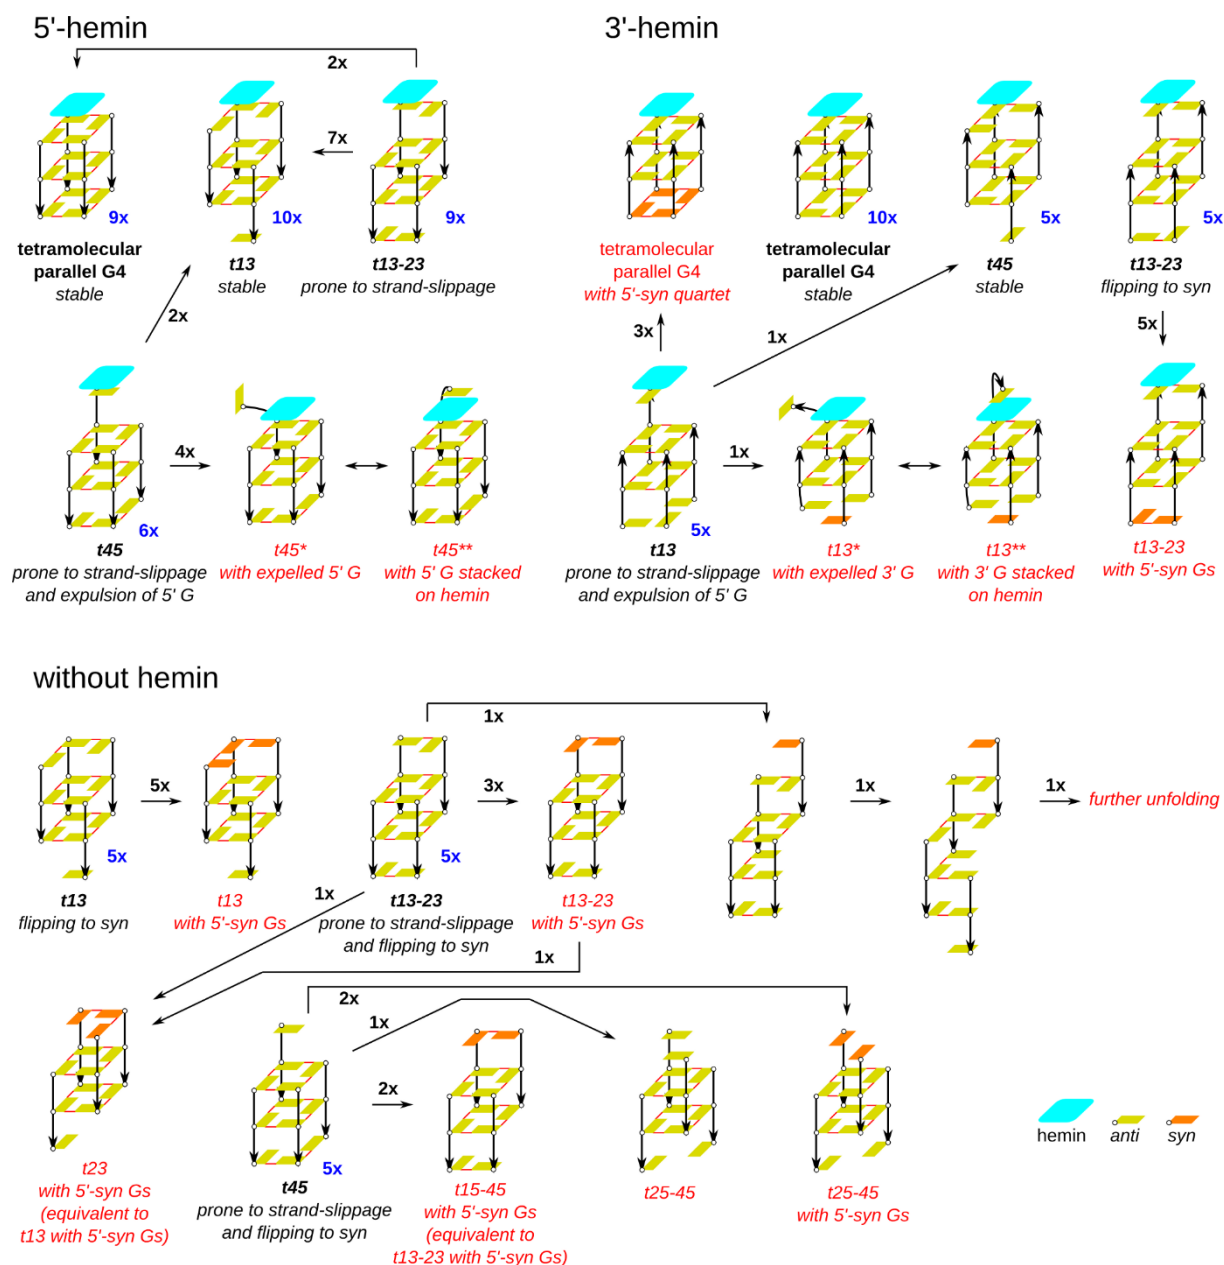 5'-hemin
3'-hemin
2x
7x
9x
10x
9x
10x
5x
5x
tetramolecular
parallel G4
stable
t13
stable
t13-23
prone to strand-slippage
tetramolecular
parallel G4
with 5'-syn quartet
tetramolecular
parallel G4
stable
t45
stable
t13-23
flipping to syn
2x
3x
1x
5x
4x
1x
6x
5x
t45
prone to strand-slippage
and expulsion of 5' G
t45*
with expelled 5' G
t45**
with 5' G stacked
on hemin
t13
prone to strand-slippage
and expulsion of 5' G
t13*
with expelled 3' G
t13**
with 3' G stacked
on hemin
t13-23
with 5'-syn Gs
without hemin
1x
5x
3x
1x
1x
further unfolding
5x
5x
t13
flipping to syn
t13
with 5'-syn Gs
1x
t13-23
prone to strand-slippage
and flipping to syn
t13-23
with 5'-syn Gs
1x
2x
1x
2x
5x
t23
with 5'-syn Gs
(equivalent to
t13 with 5'-syn Gs)
t45
prone to strand-slippage
and flipping to syn
t15-45
with 5'-syn Gs
(equivalent to
t13-23 with 5'-syn Gs)
t25-45
t25-45
with 5'-syn Gs
hemin
anti
syn